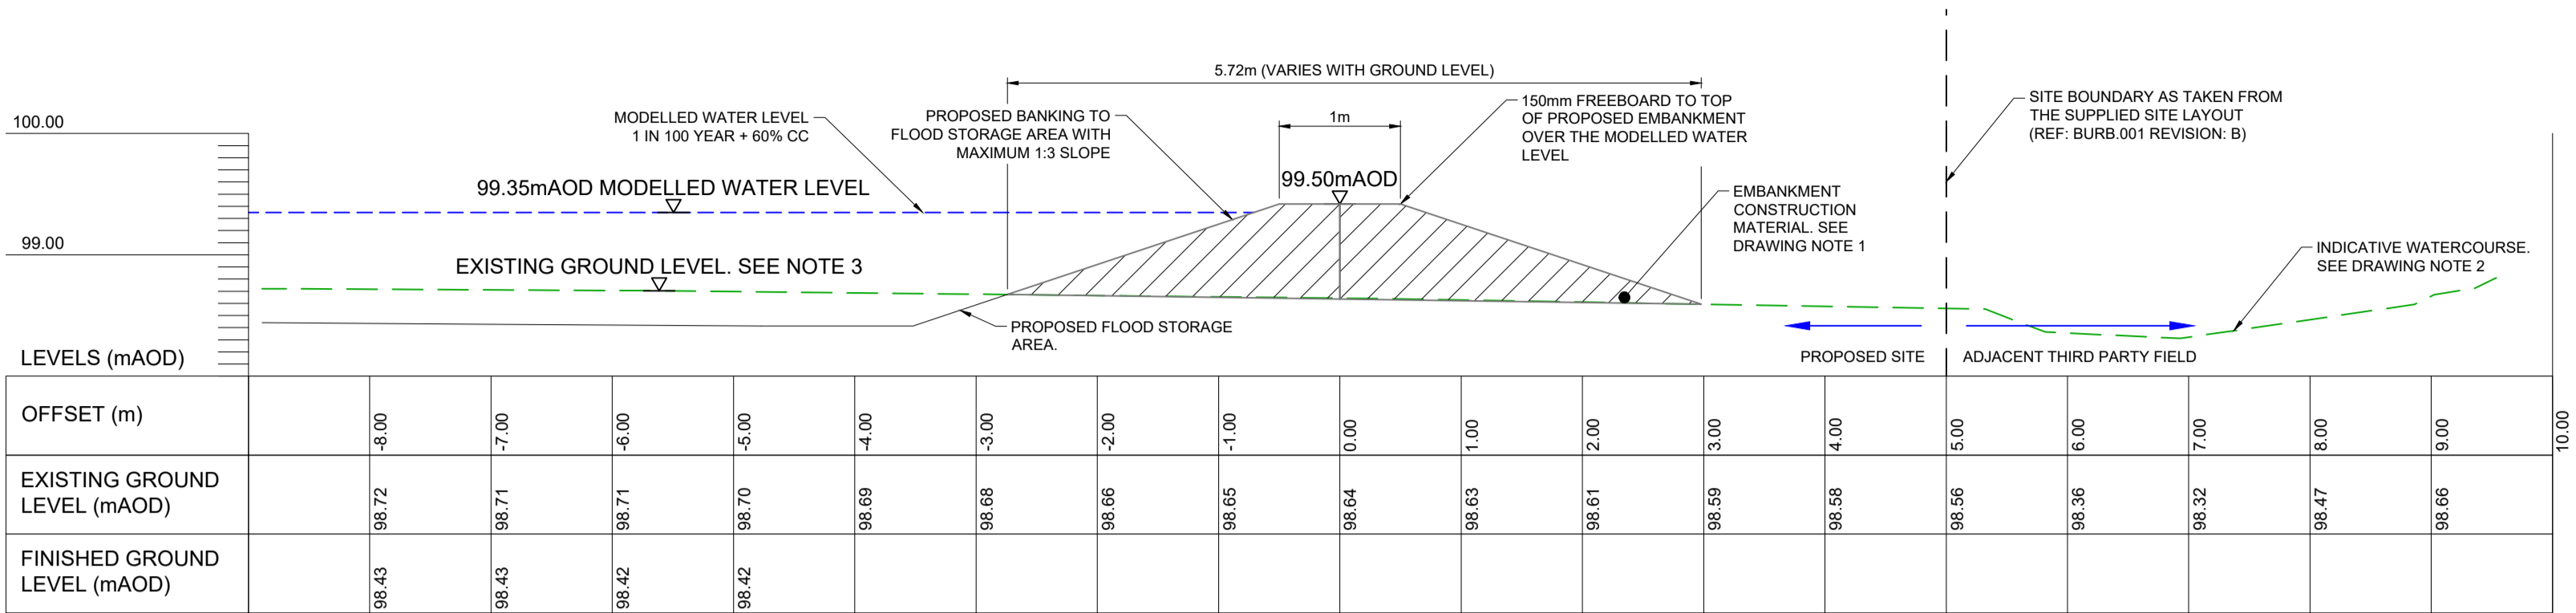 5.72m (VARIES WITH GROUND LEVEL)
1m
100.00
99.00
MODELLED WATER LEVEL
1 IN 100 YEAR + 60% CC
PROPOSED BANKING TO
FLOOD STORAGE AREA WITH
MAXIMUM 1:3 SLOPE
150mm FREEBOARD TO TOP
OF PROPOSED EMBANKMENT
OVER THE MODELLED WATER
LEVEL
SITE BOUNDARY AS TAKEN FROM
THE SUPPLIED SITE LAYOUT
(REF: BURB.001 REVISION: B)
99.35mAOD MODELLED WATER LEVEL
99.50mAOD
EMBANKMENT
CONSTRUCTION
MATERIAL. SEE
DRAWING NOTE 1
EXISTING GROUND LEVEL. SEE NOTE 3
INDICATIVE WATERCOURSE.
SEE DRAWING NOTE 2
PROPOSED FLOOD STORAGE
AREA.
PROPOSED SITE
ADJACENT THIRD PARTY FIELD
LEVELS (mAOD)
OFFSET (m)
-8.00
-7.00
-6.00
-5.00
-4.00
-3.00
-2.00
-1.00
0.00
1.00
2.00
3.00
4.00
5.00
6.00
7.00
8.00
9.00
10.00
EXISTING GROUND
LEVEL (mAOD)
98.72
98.71
98.71
98.70
98.69
98.68
98.66
98.65
98.64
98.63
98.61
98.59
98.58
98.56
98.36
98.32
98.47
98.66
FINISHED GROUND
LEVEL (mAOD)
98.43
98.43
98.42
98.42